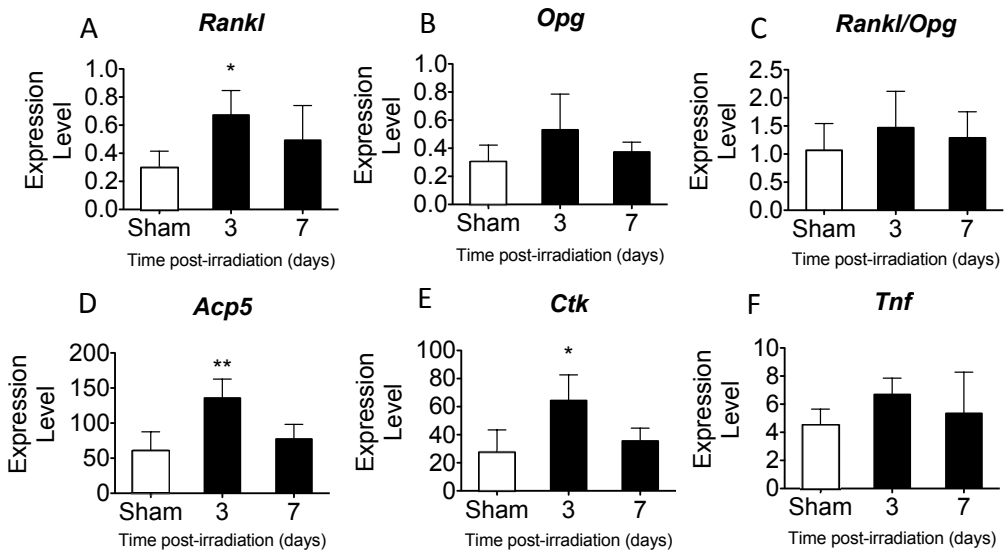 A
Rankl
Expression
Level
1.0
0.8
0.6
0.4
0.2
0.0
*
Sham 3 7
Time post-irradiation (days)
B
Opg
Expression
Level
1.0
0.8
0.6
0.4
0.2
0.0
Sham 3 7
Time post-irradiation (days)
C
Rankl/Opg
Expression
Level
2.5
2.0
1.5
1.0
0.5
0.0
Sham 3 7
Time post-irradiation (days)
D
Acp5
Expression
Level
200
150
100
50
0
**
Sham 3 7
Time post-irradiation (days)
E
Ctk
Expression
Level
100
80
60
40
20
0
*
Sham 3 7
Time post-irradiation (days)
F
Tnf
Expression
Level
10
8
6
4
2
0
Sham 3 7
Time post-irradiation (days)